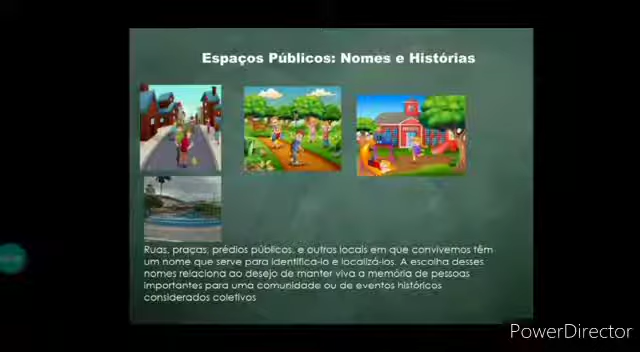 Espaços Públicos: Nomes e Histórias
Ruas, praças, prédios públicos, e outros locais em que convivemos têm
um nome que serve para identifica-lo e localizá-los. A escolha desses
nomes relaciona ao desejo de manter viva a memória de pessoas
importantes para uma comunidade ou de eventos históricos
considerados coletivos
PowerDirector